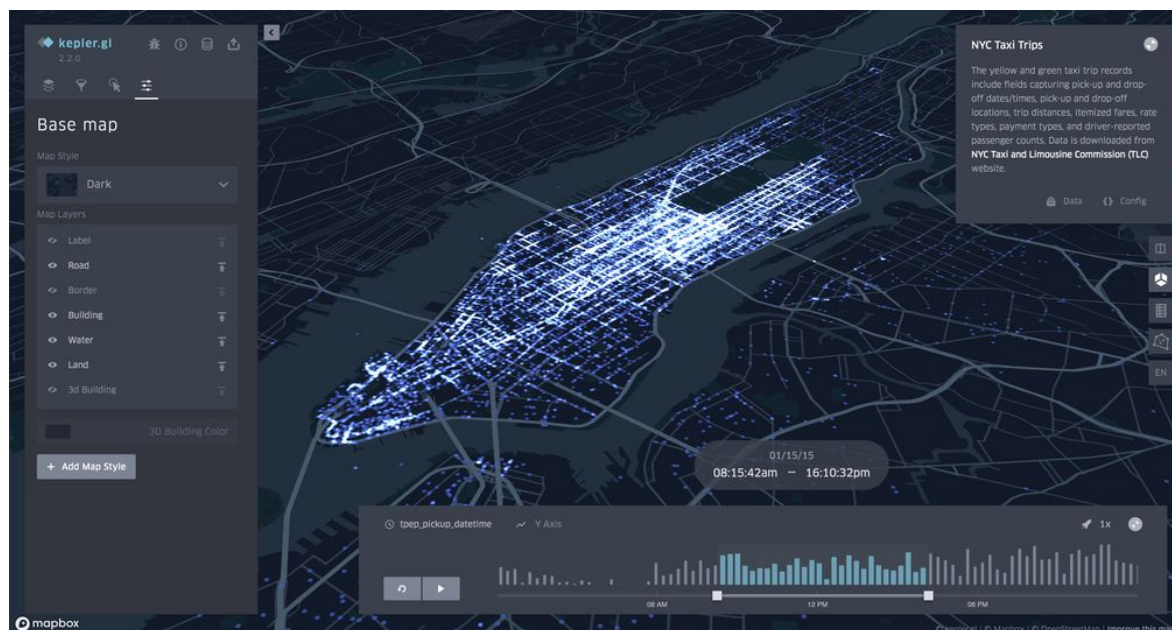 kepler.gl
2.2.0
Base map
Map Style
Dark
Map Layers
Label
Road
Border
Building
Water
Land
3d Building
3D Building Color
+ Add Map Style
NYC Taxi Trips
The yellow and green taxi trip records
include fields capturing pick-up and drop-
off dates/times, pick-up and drop-off
locations, trip distances, itemized fares, rate
types, payment types, and driver-reported
passenger counts. Data is downloaded from
NYC Taxi and Limousine Commission (TLC)
website.
Data {} Config
EN
01/15/15
08:15:42am – 16:10:32pm
tpep_pickup_datetime Y Axis 1x
06 AM 12 PM 06 PM
mapbox
© kepler.gl | © Mapbox | © OpenStreetMap | Improve this ma